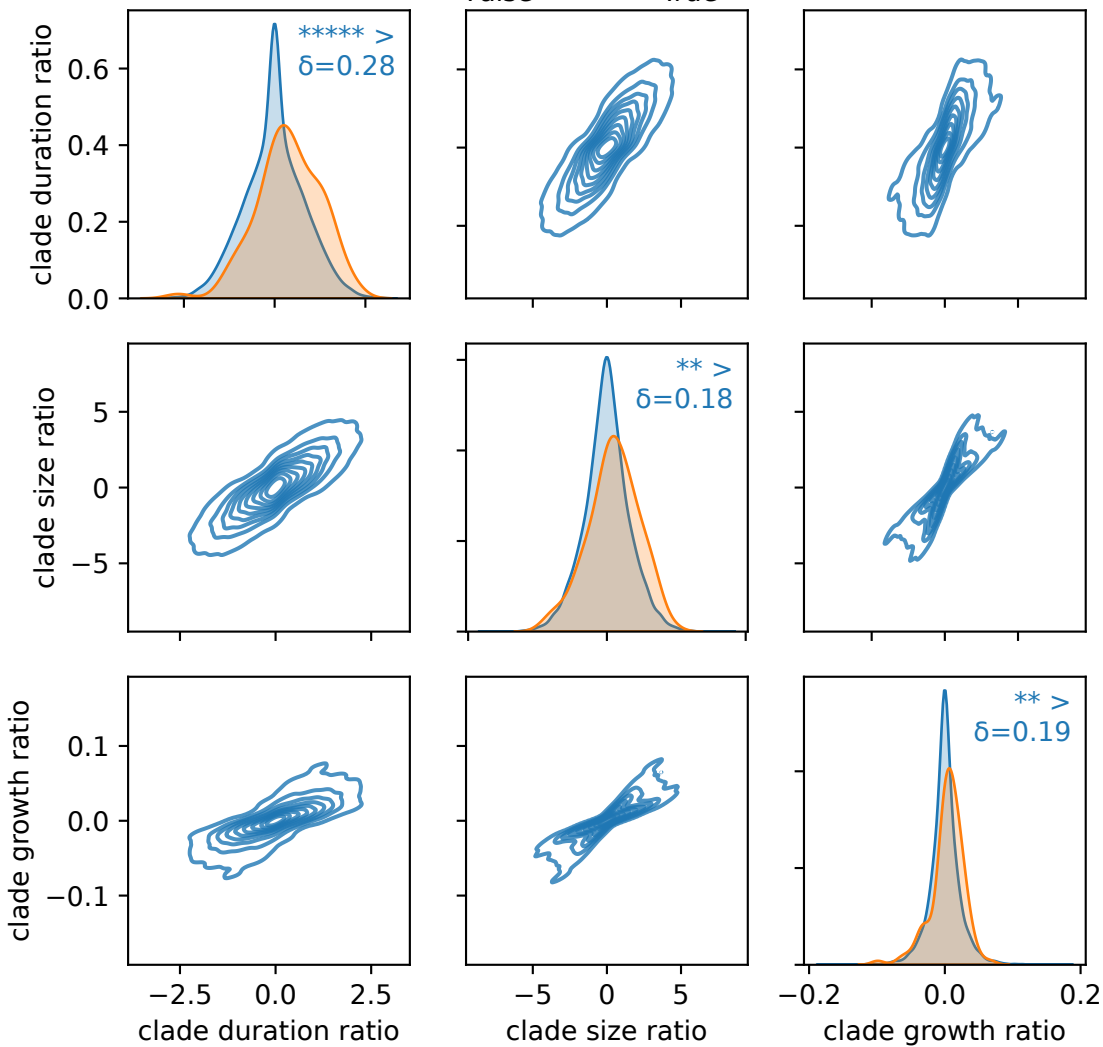 ***** >
δ=0.28
clade duration ratio
0.6
0.4
0.2
0.0
** >
δ=0.18
clade size ratio
5
0
−5
** >
δ=0.19
clade growth ratio
0.1
0.0
−0.1
−2.5 0.0 2.5
−5 0 5
−0.2 0.0 0.2
clade duration ratio
clade size ratio
clade growth ratio